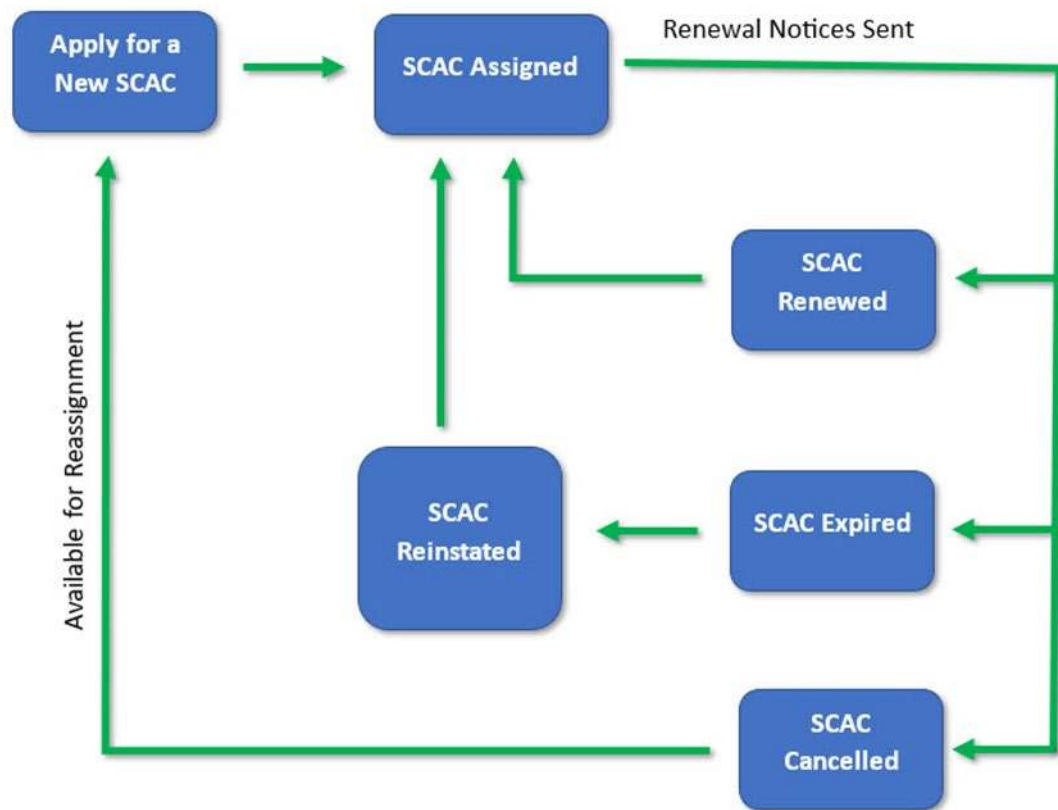 Apply for a
New SCAC
SCAC Assigned
Renewal Notices Sent
SCAC
Renewed
Available for Reassignment
SCAC
Reinstated
SCAC Expired
SCAC
Cancelled